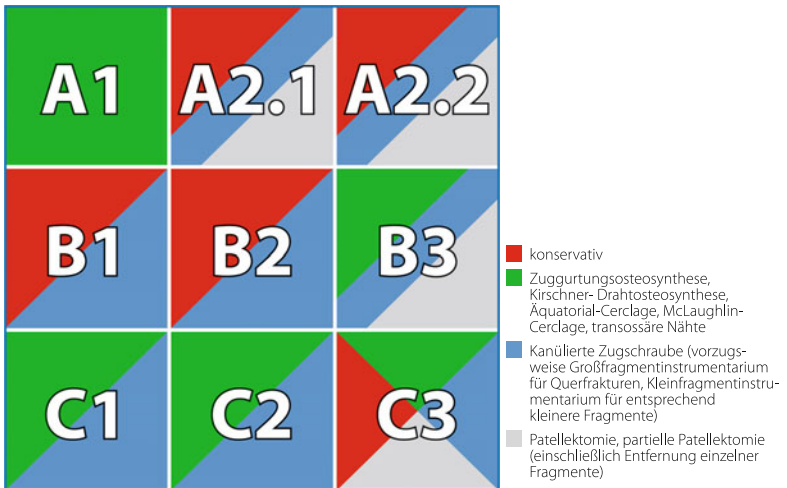 A1 A2.1 A2.2
B1 B2 B3
C1 C2 C3
konservativ
Zuggurtungsosteosynthese,
Kirschner- Drahtosteosynthese,
Äquatorial-Cerclage, McLaughlin-
Cerclage, transossäre Nähte
Kanülierte Zugschraube (vorzugs-
weise Großfragmentinstrumentarium
für Querfrakturen, Kleinfragmentinstru-
mentarium für entsprechend
kleinere Fragmente)
Patellektomie, partielle Patellektomie
(einschließlich Entfernung einzelner
Fragmente)